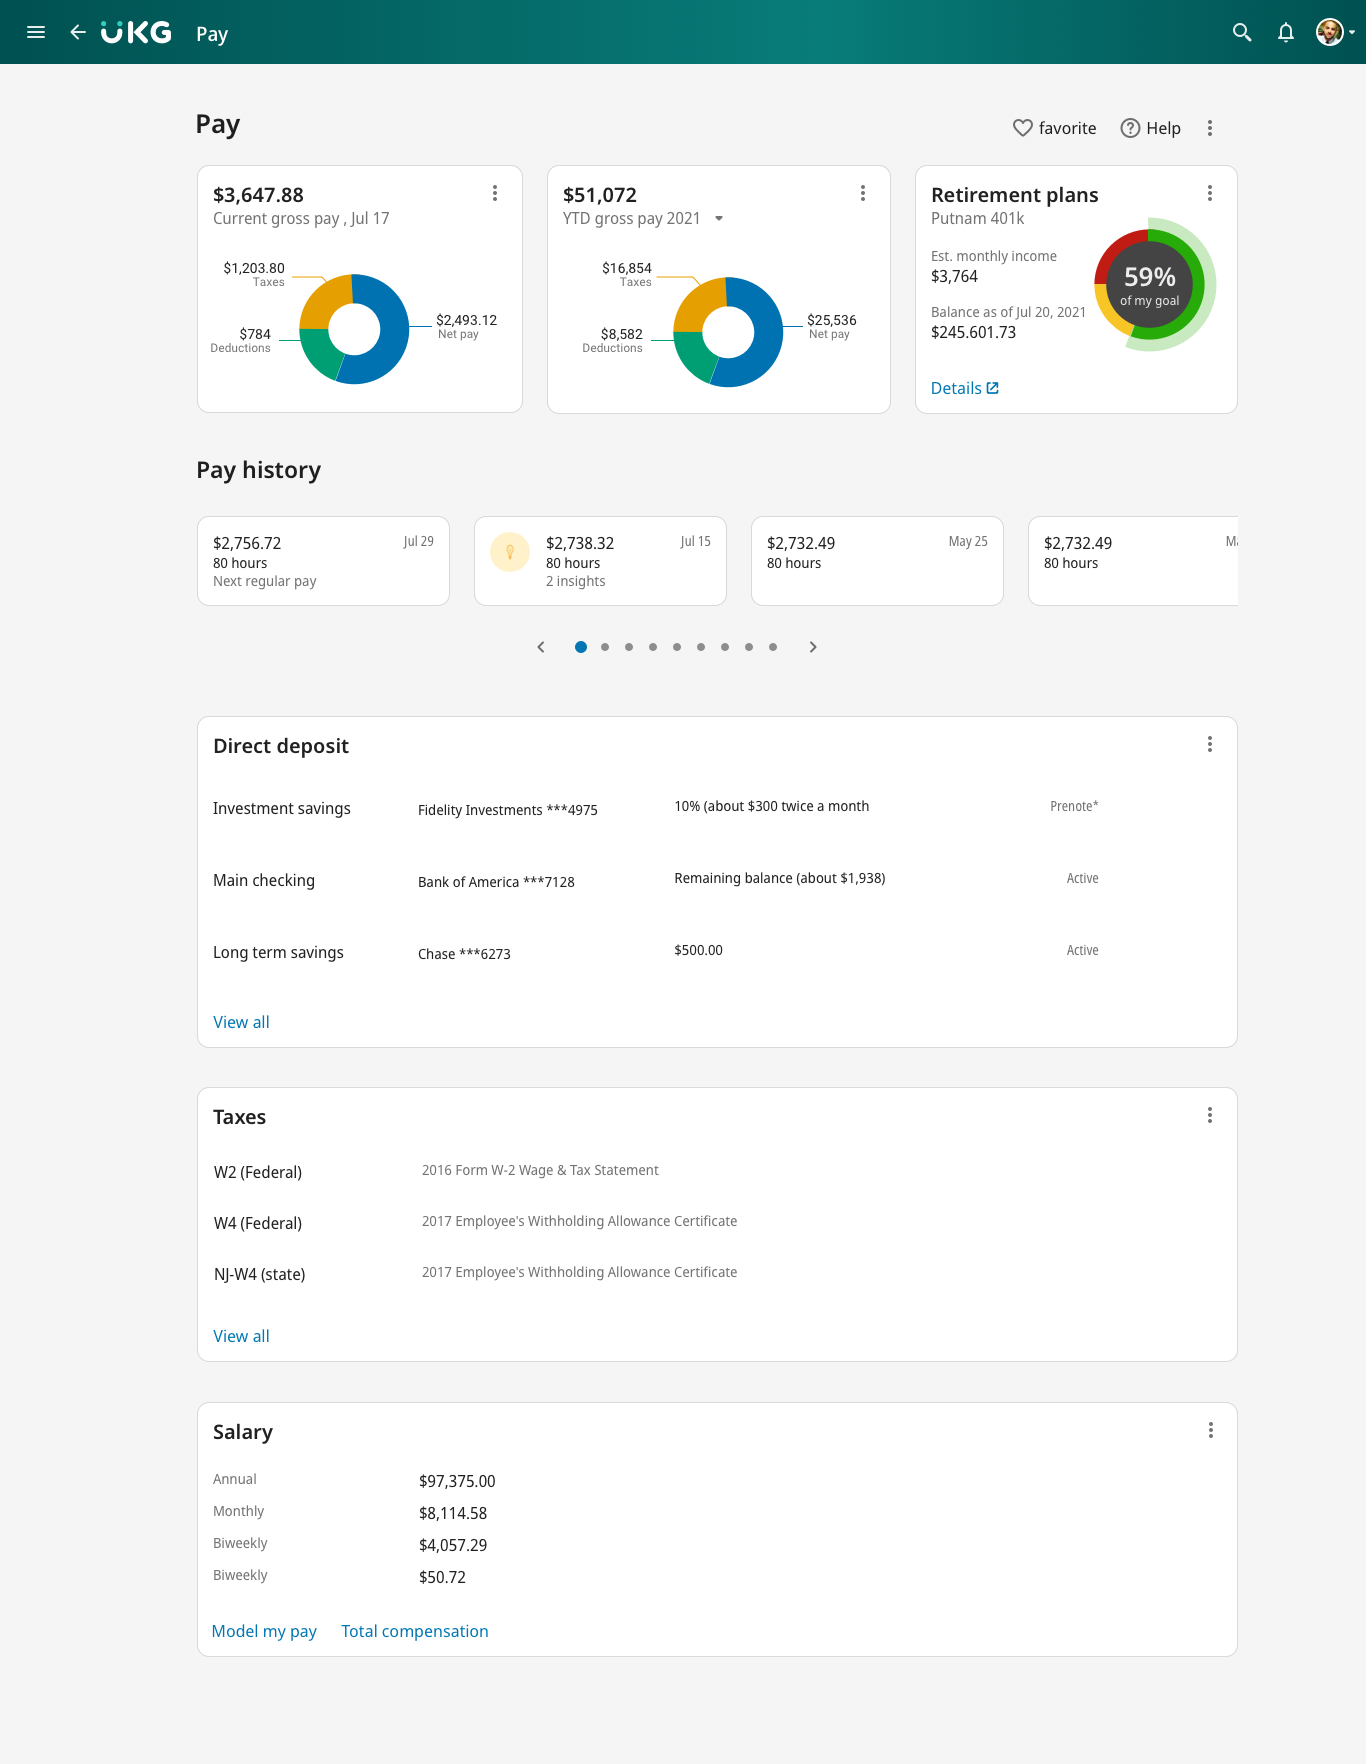 UKG Pay
Pay
favorite Help
$3,647.88
Current gross pay , Jul 17
$1,203.80
Taxes
$784
Deductions
$2,493.12
Net pay
$51,072
YTD gross pay 2021
$16,854
Taxes
$8,582
Deductions
$25,536
Net pay
Retirement plans
Putnam 401k
Est. monthly income
$3,764
Balance as of Jul 20, 2021
$245.601.73
59%
of my goal
Details
Pay history
$2,756.72 Jul 29
80 hours
Next regular pay
$2,738.32 Jul 15
80 hours
2 insights
$2,732.49 May 25
80 hours
$2,732.49
80 hours
Direct deposit
Investment savings Fidelity Investments ***4975 10% (about $300 twice a month Prenote*
Main checking Bank of America ***7128 Remaining balance (about $1,938) Active
Long term savings Chase ***6273 $500.00 Active
View all
Taxes
W2 (Federal) 2016 Form W-2 Wage & Tax Statement
W4 (Federal) 2017 Employee's Withholding Allowance Certificate
NJ-W4 (state) 2017 Employee's Withholding Allowance Certificate
View all
Salary
Annual $97,375.00
Monthly $8,114.58
Biweekly $4,057.29
Biweekly $50.72
Model my pay Total compensation